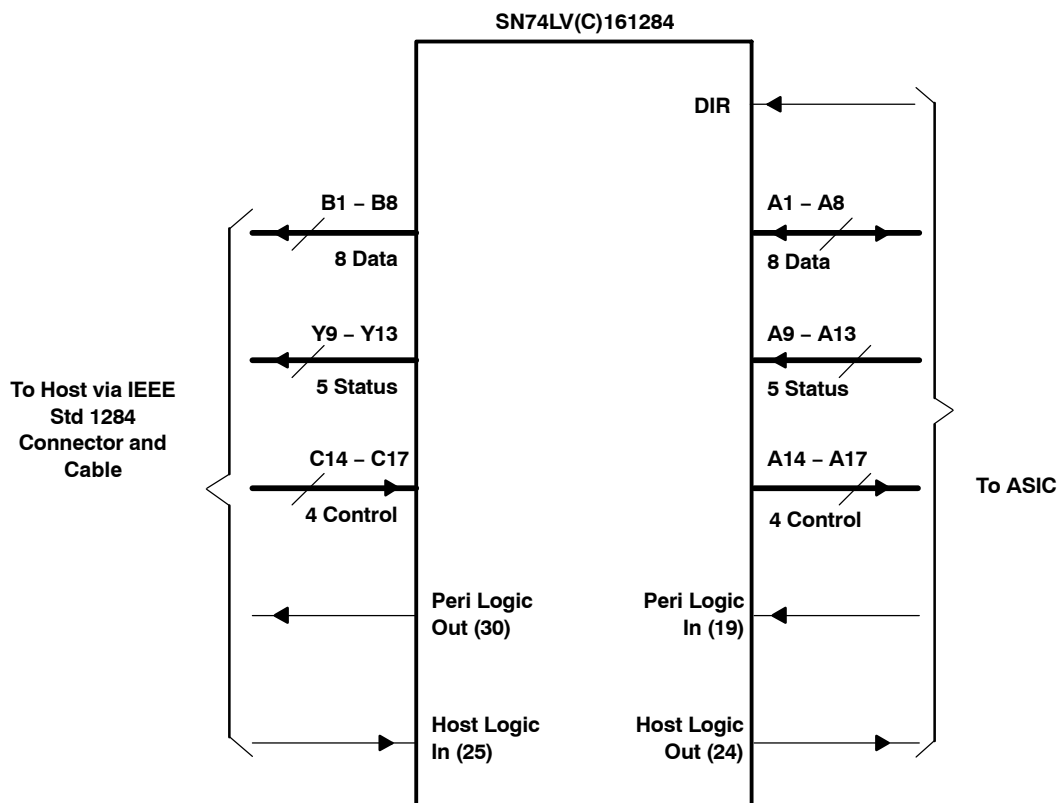 SN74LV(C)161284
DIR
B1 – B8
A1 – A8
8 Data
8 Data
Y9 – Y13
A9 – A13
5 Status
5 Status
To Host via IEEE
Std 1284
Connector and
Cable
C14 – C17
A14 – A17
4 Control
4 Control
To ASIC
Peri Logic
Out (30)
Peri Logic
In (19)
Host Logic
In (25)
Host Logic
Out (24)